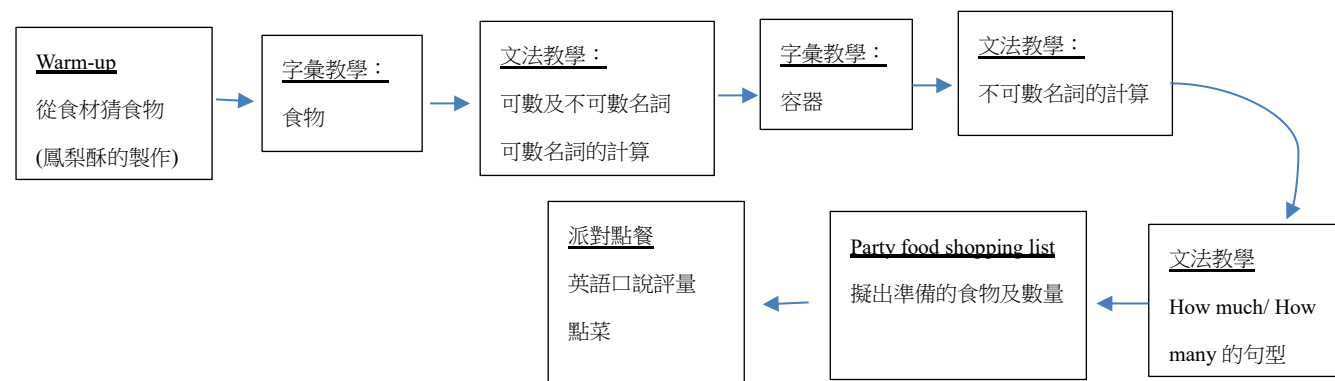 Warm-up
從食材猜食物
(鳳梨酥的製作)
字彙教學：
食物
文法教學：
可數及不可數名詞
可數名詞的計算
字彙教學：
容器
文法教學：
不可數名詞的計算
文法教學
How much/ How
many 的句型
Party food shopping list
擬出準備的食物及數量
派對點餐
英語口說評量
點菜